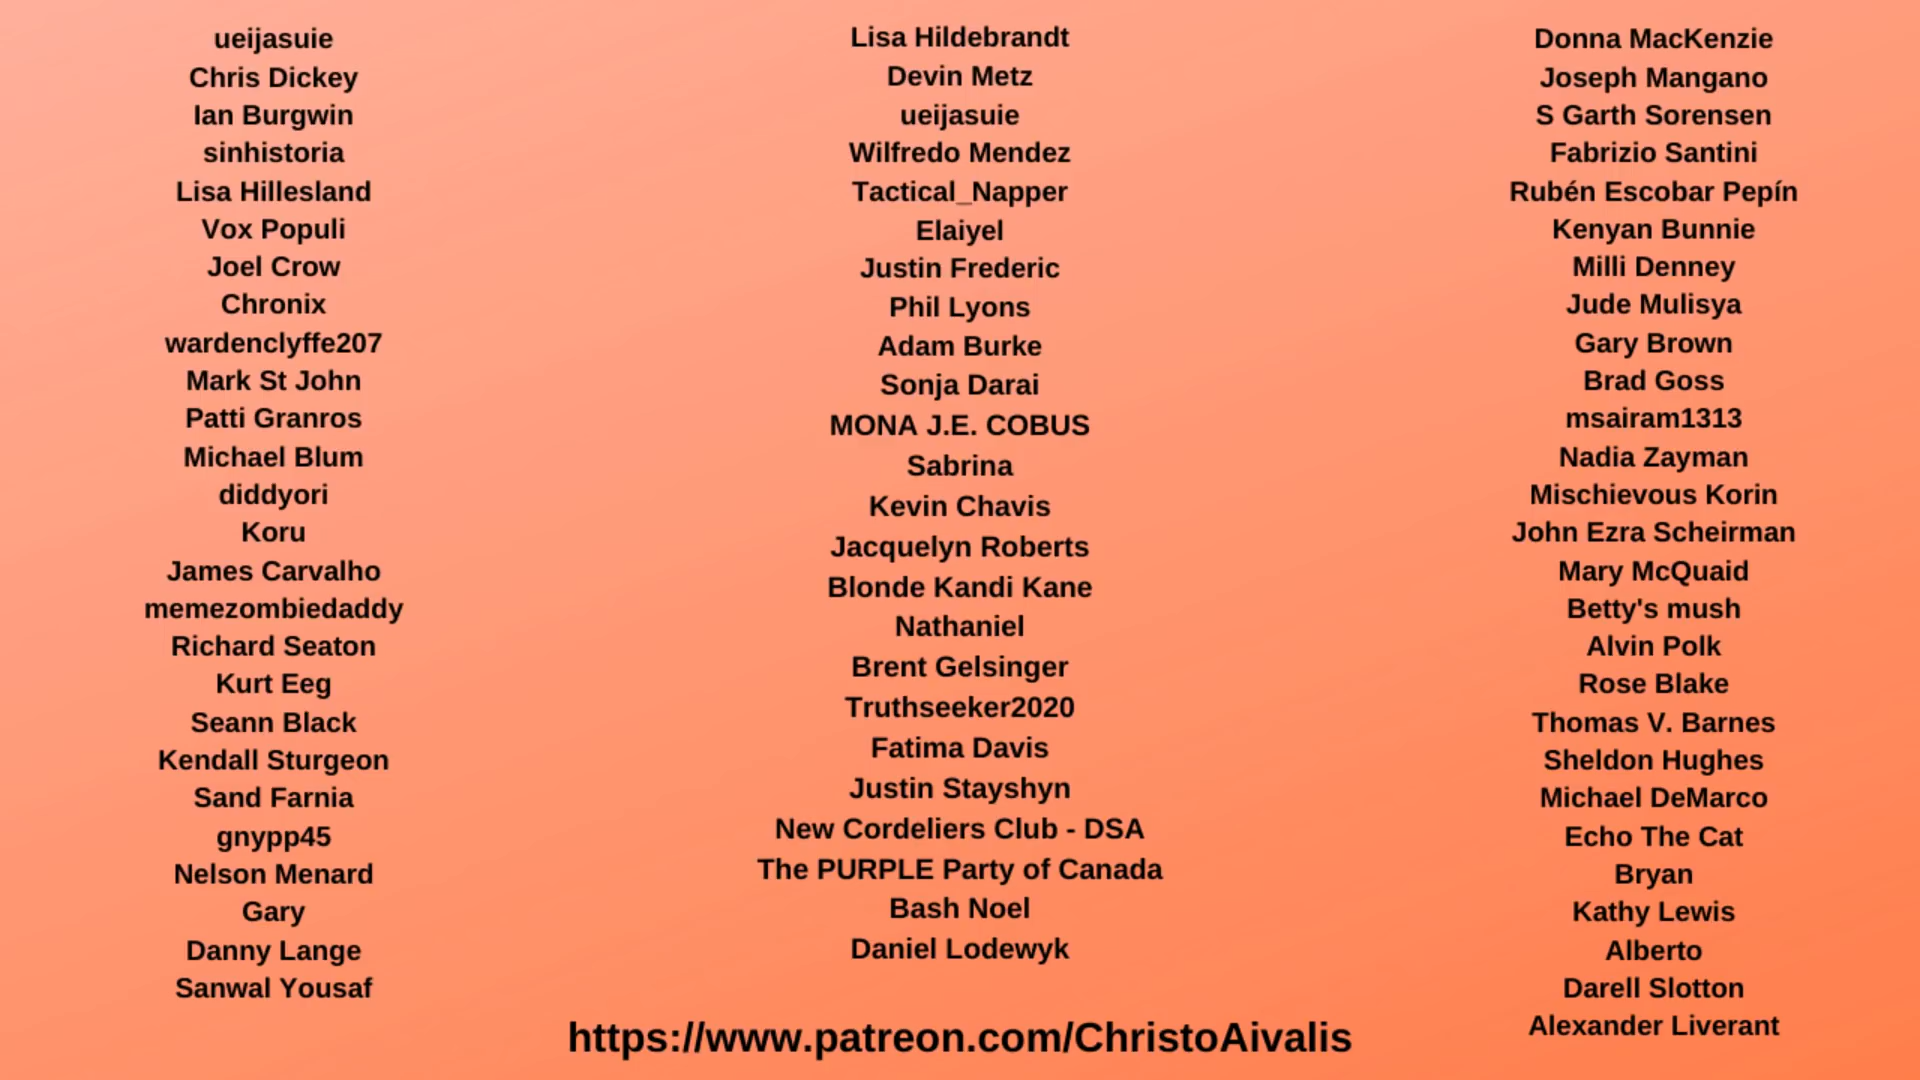 ueijasuie
Chris Dickey
Ian Burgwin
sinhistoria
Lisa Hillesland
Vox Populi
Joel Crow
Chronix
wardenclyffe207
Mark St John
Patti Granros
Michael Blum
diddyori
Koru
James Carvalho
memezombiedaddy
Richard Seaton
Kurt Eeg
Seann Black
Kendall Sturgeon
Sand Farnia
gnypp45
Nelson Menard
Gary
Danny Lange
Sanwal Yousaf
Lisa Hildebrandt
Devin Metz
ueijasuie
Wilfredo Mendez
Tactical_Napper
Elaiyel
Justin Frederic
Phil Lyons
Adam Burke
Sonja Darai
MONA J.E. COBUS
Sabrina
Kevin Chavis
Jacquelyn Roberts
Blonde Kandi Kane
Nathaniel
Brent Gelsinger
Truthseeker2020
Fatima Davis
Justin Stayshyn
New Cordeliers Club - DSA
The PURPLE Party of Canada
Bash Noel
Daniel Lodewyk
Donna MacKenzie
Joseph Mangano
S Garth Sorensen
Fabrizio Santini
Rubén Escobar Pepín
Kenyan Bunnie
Milli Denney
Jude Mulisya
Gary Brown
Brad Goss
msairam1313
Nadia Zayman
Mischievous Korin
John Ezra Scheirman
Mary McQuaid
Betty's mush
Alvin Polk
Rose Blake
Thomas V. Barnes
Sheldon Hughes
Michael DeMarco
Echo The Cat
Bryan
Kathy Lewis
Alberto
Darell Slotton
Alexander Liverant
https://www.patreon.com/ChristoAivalis